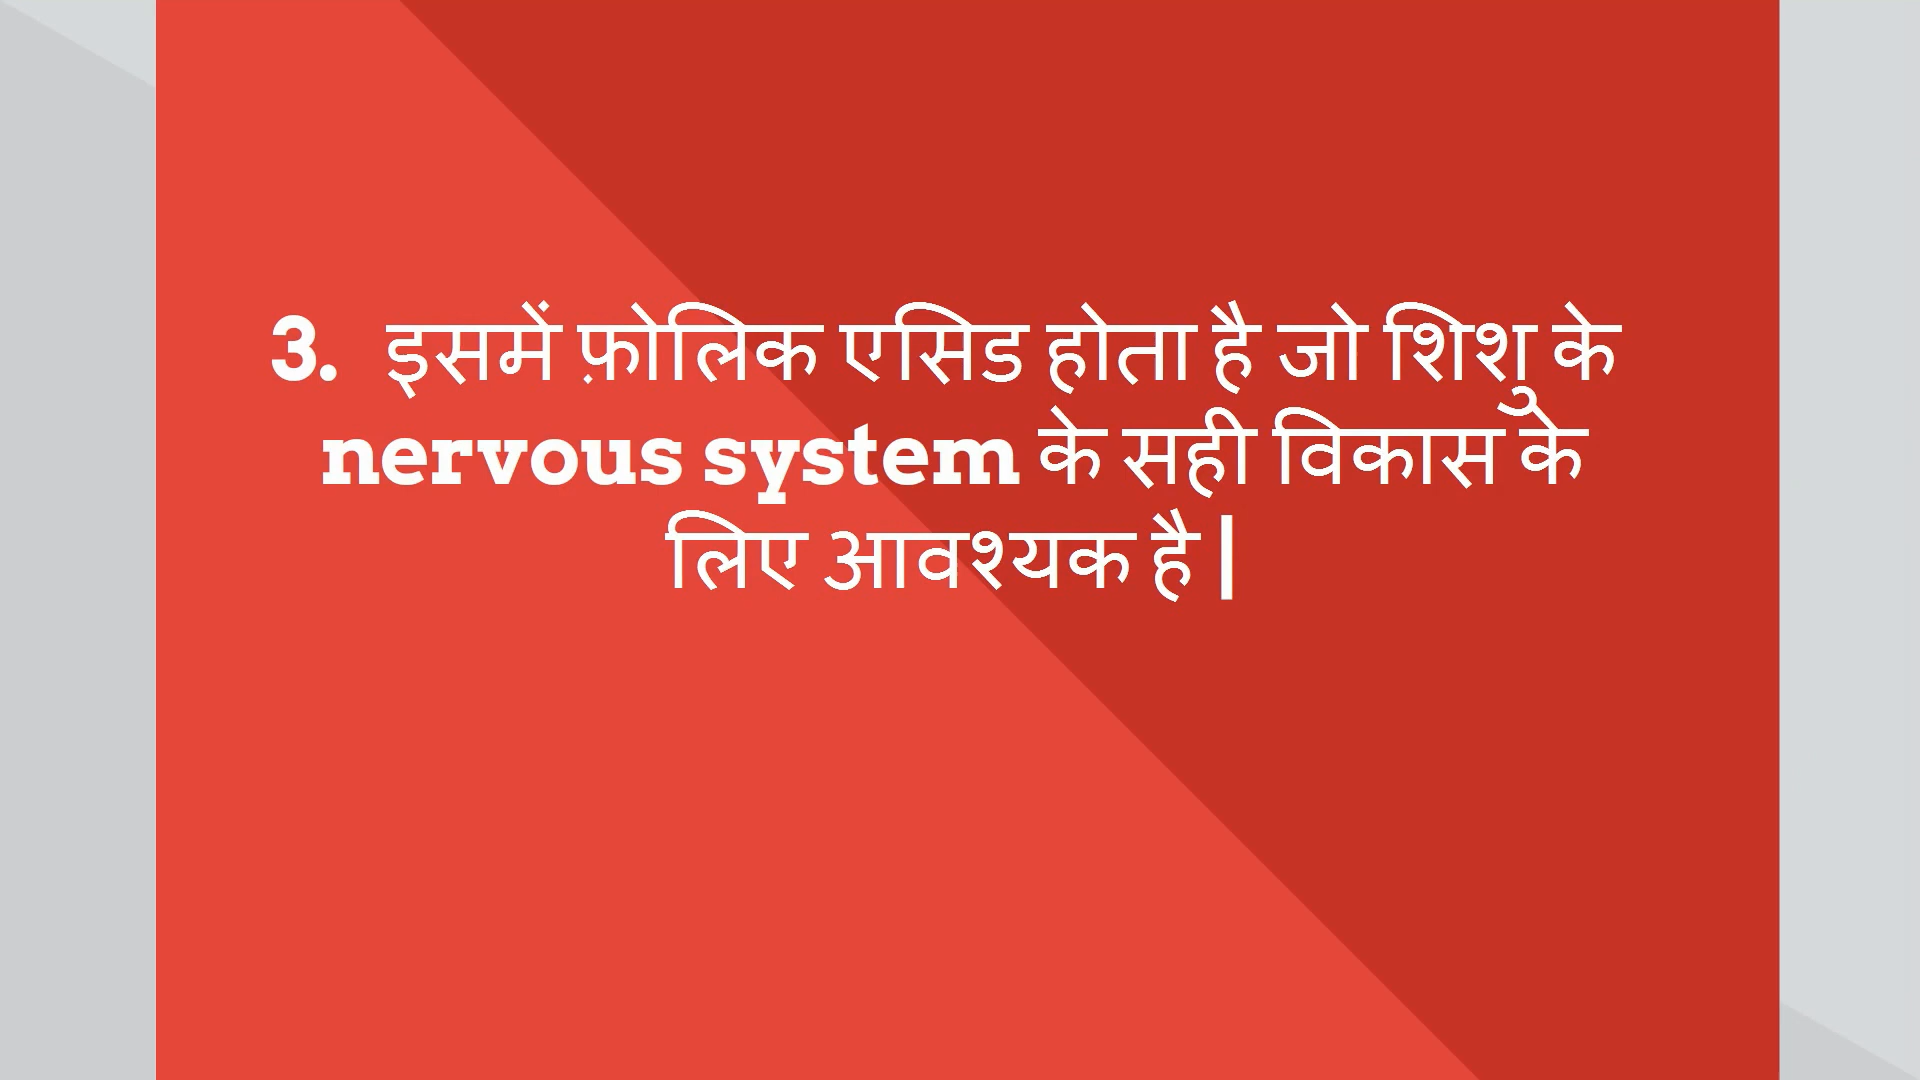 3. इसमें फ़ोलिक एसिड होता है जो शिशु के
nervous system के सही विकास के
लिए आवश्यक है |